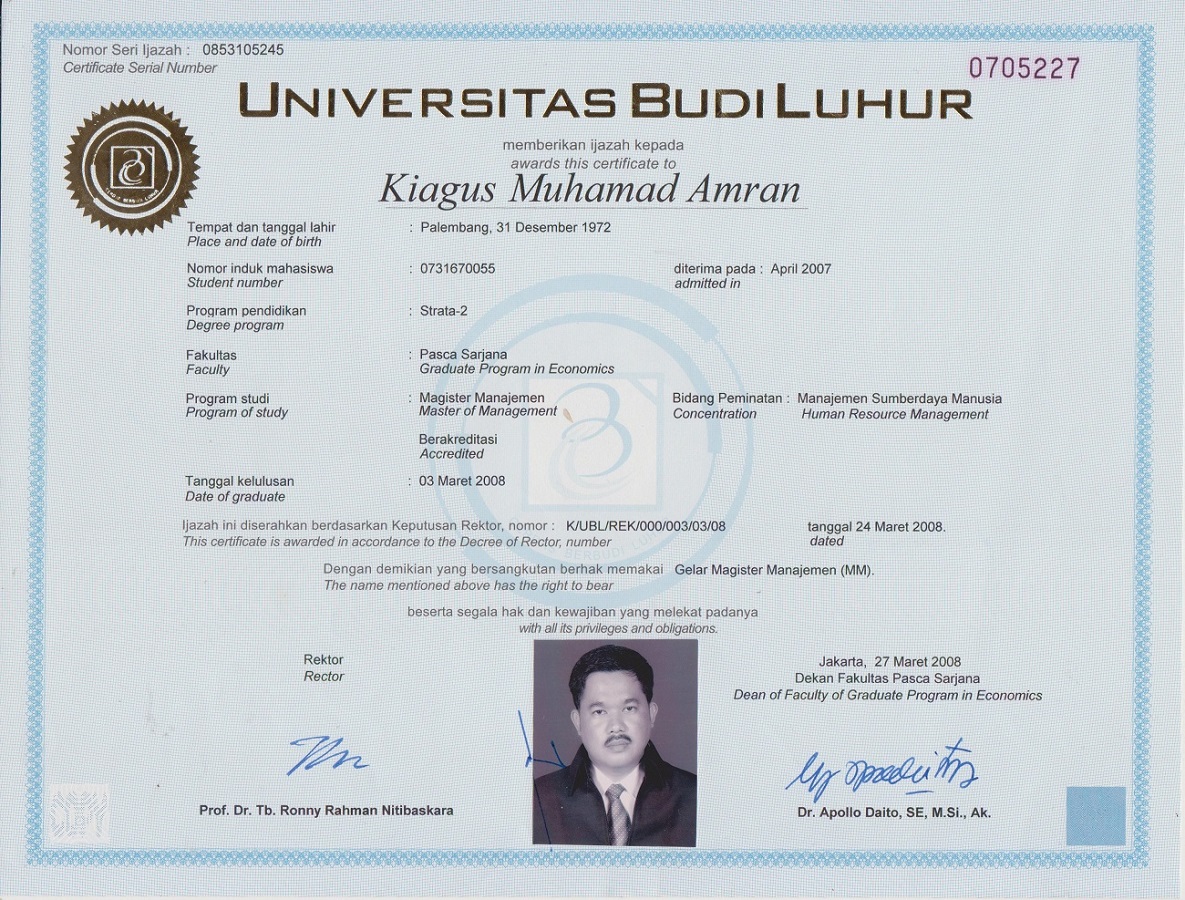 Nomor Seri Ijazah : 0853105245
Certificate Serial Number
0705227
UNIVERSITAS BUDI LUHUR
memberikan ijazah kepada
awards this certificate to
Kiagus Muhamad Amran
Tempat dan tanggal lahir : Palembang, 31 Desember 1972
Place and date of birth
Nomor induk mahasiswa : 0731670055 diterima pada : April 2007
Student number admitted in
Program pendidikan : Strata-2
Degree program
Fakultas : Pasca Sarjana
Faculty Graduate Program in Economics
Program studi : Magister Manajemen Bidang Peminatan : Manajemen Sumberdaya Manusia
Program of study Master of Management Concentration Human Resource Management
Berakreditasi
Accredited
Tanggal kelulusan : 03 Maret 2008
Date of graduate
Ijazah ini diserahkan berdasarkan Keputusan Rektor, nomor : K/UBL/REK/000/003/03/08 tanggal 24 Maret 2008.
This certificate is awarded in accordance to the Decree of Rector, number dated
Dengan demikian yang bersangkutan berhak memakai Gelar Magister Manajemen (MM).
The name mentioned above has the right to bear
beserta segala hak dan kewajiban yang melekat padanya
with all its privileges and obligations.
Rektor
Rector
Jakarta, 27 Maret 2008
Dekan Fakultas Pasca Sarjana
Dean of Faculty of Graduate Program in Economics
Prof. Dr. Tb. Ronny Rahman Nitibaskara
Dr. Apollo Daito, SE, M.Si., Ak.